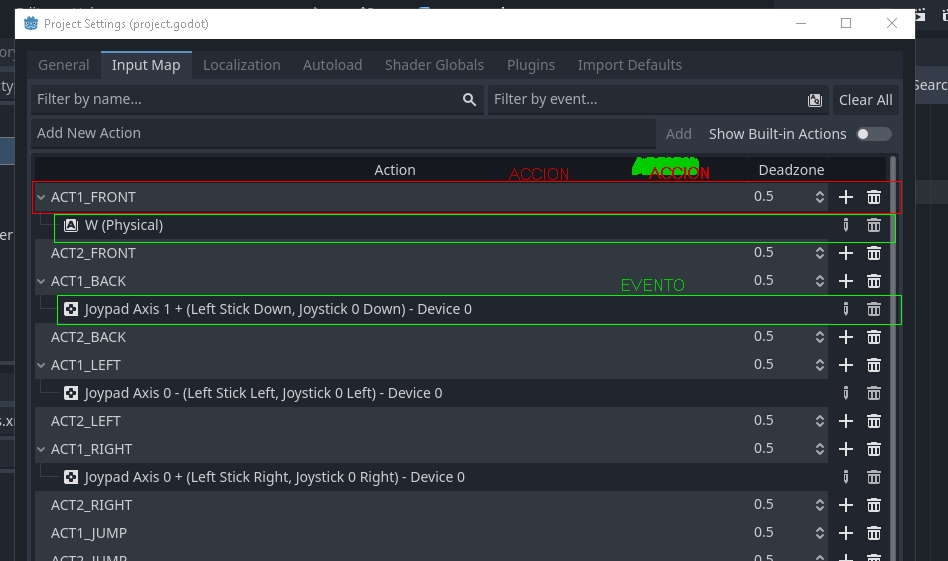 Project Settings (project.godot)
General Input Map Localization Autoload Shader Globals Plugins Import Defaults
Filter by name... Filter by event... Clear All
Add New Action Add Show Built-in Actions
Action ACCION ACCION Deadzone
ACT1_FRONT 0.5
W (Physical)
ACT2_FRONT 0.5
ACT1_BACK 0.5
EVENTO
Joypad Axis 1 + (Left Stick Down, Joystick 0 Down) - Device 0
ACT2_BACK 0.5
ACT1_LEFT 0.5
Joypad Axis 0 - (Left Stick Left, Joystick 0 Left) - Device 0
ACT2_LEFT 0.5
ACT1_RIGHT 0.5
Joypad Axis 0 + (Left Stick Right, Joystick 0 Right) - Device 0
ACT2_RIGHT 0.5
ACT1_JUMP 0.5
ACT2_JUMP 0.5